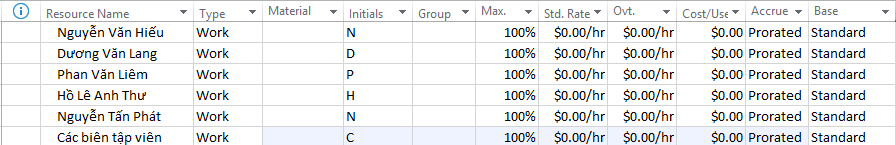 Resource Name Type Material Initials Group Max. Std. Rate Ovt. Cost/Use Accrue Base
Nguyễn Văn Hiếu Work N 100% $0.00/hr $0.00/hr $0.00 Prorated Standard
Dương Văn Lang Work D 100% $0.00/hr $0.00/hr $0.00 Prorated Standard
Phan Văn Liêm Work P 100% $0.00/hr $0.00/hr $0.00 Prorated Standard
Hồ Lê Anh Thư Work H 100% $0.00/hr $0.00/hr $0.00 Prorated Standard
Nguyễn Tấn Phát Work N 100% $0.00/hr $0.00/hr $0.00 Prorated Standard
Các biên tập viên Work C 100% $0.00/hr $0.00/hr $0.00 Prorated Standard